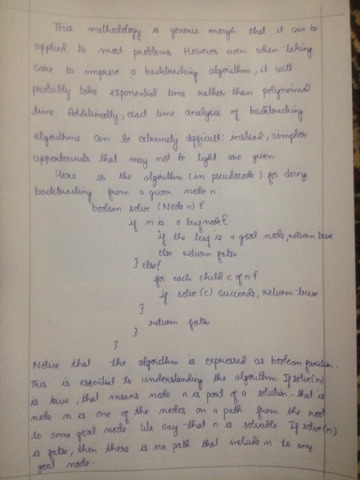 This methodology is generic enough that it can be
applied to most problems. However even when taking
care to improve a backtracking algorithm, it will
probably take exponential time rather than polynomial
time. Additionally, exact time analysis of backtracking
algorithms can be extremely difficult: instead, simpler
upperbounds that may not be tight are given.
Here is the algorithm (in pseudocode) for doing
backtracking from a given node n:
boolean solve (Node n) {
if n is a leafnode {
if the leaf is a goal node, return true
else return false
} else {
for each child c of n {
if solve (c) succeeds, return true
}
return false
}
}
Notice that the algorithm is expressed as boolean function.
This is essential to understanding the algorithm. If solve(n)
is true, that means node n is part of a solution - that is
node n is one of the nodes on a path from the root
to some goal node. We say that n is solvable. If solve(n)
is false, then there is no path that include n to any
goal node.